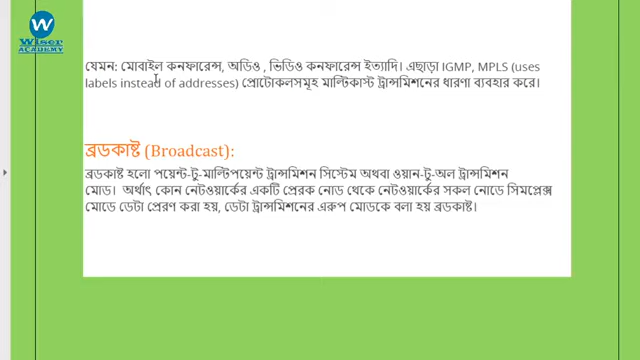 Wiser
ACADEMY
যেমন: মোবাইল কনফারেন্স, অডিও , ভিডিও কনফারেন্স ইত্যাদি। এছাড়া IGMP, MPLS (uses
labels instead of addresses) প্রোটোকলসমূহ মাল্টিকাস্ট ট্রান্সমিশনের ধারণা ব্যবহার করে।
ব্রডকাষ্ট (Broadcast):
ব্রডকাষ্ট হলো পয়েন্ট-টু-মাল্টিপয়েন্ট ট্রান্সমিশন সিস্টেম অথবা ওয়ান-টু-অল ট্রান্সমিশন
মোড। অর্থাৎ কোন নেটওয়ার্কের একটি প্রেরক নোড থেকে নেটওয়ার্কের সকল নোডে সিমপ্লেক্স
মোডে ডেটা প্রেরণ করা হয়, ডেটা ট্রান্সমিশনের এরুপ মোডকে বলা হয় ব্রডকাষ্ট।